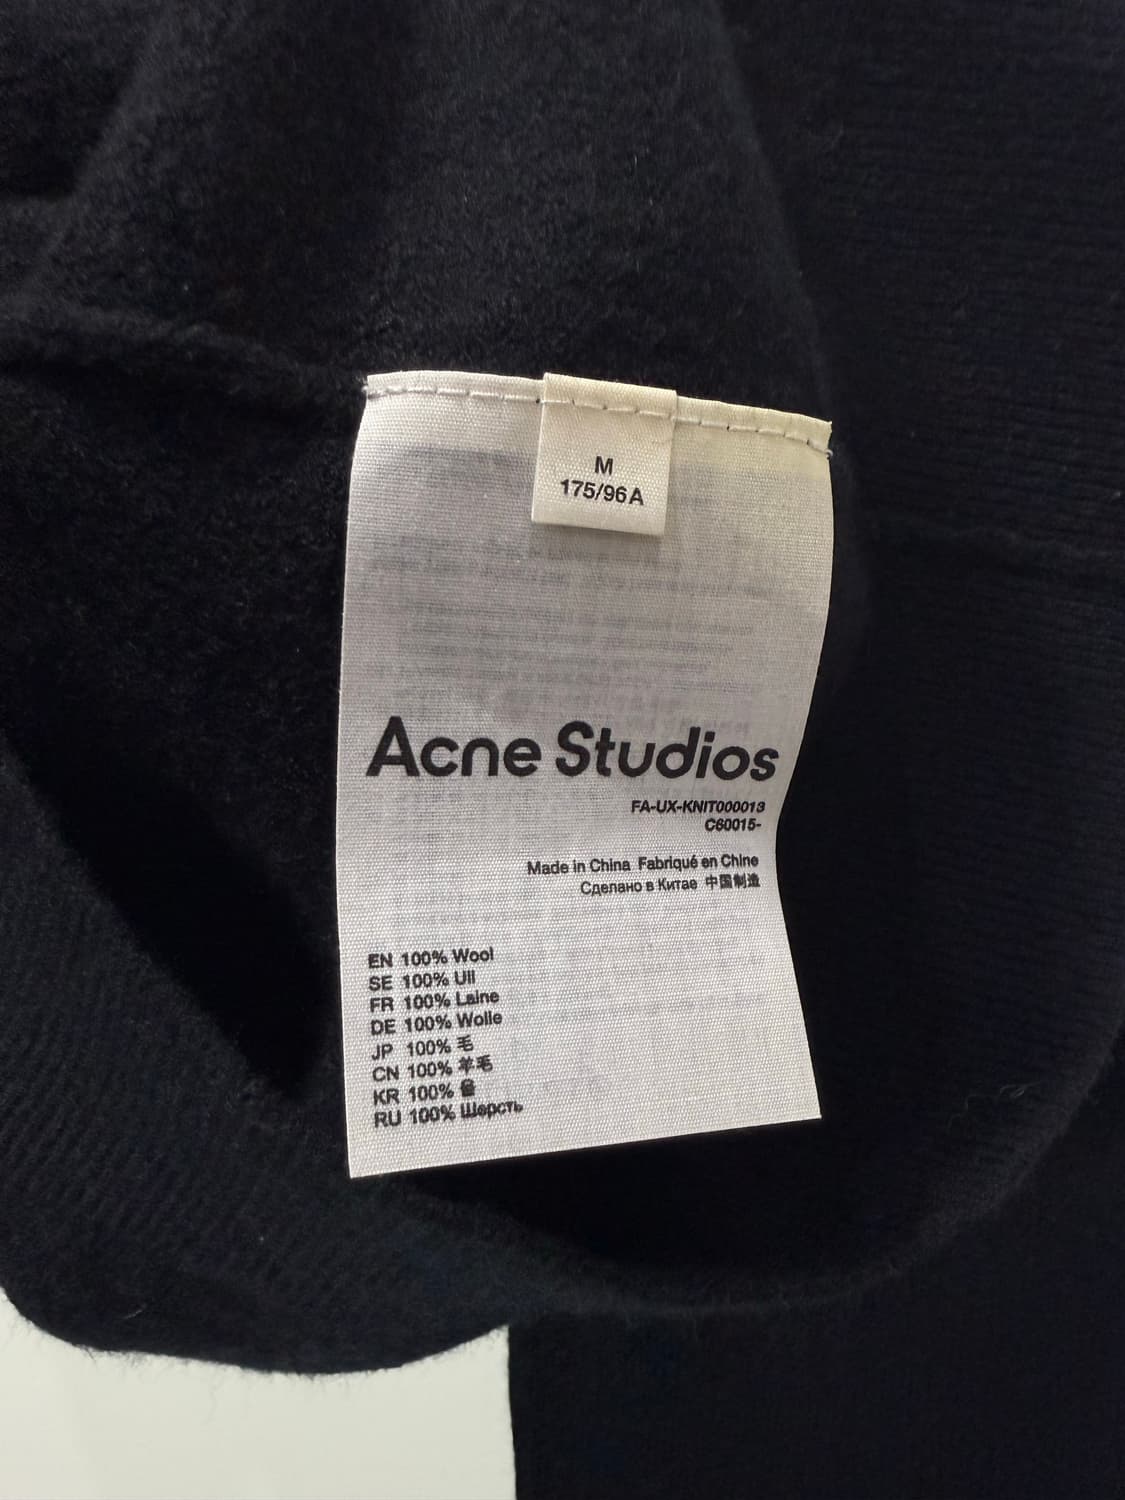 M
175/96A
Acne Studios
FA-UX-KNIT000013
C60015-
Made in China Fabriqué en Chine
Сделано в Китае 中国制造
EN 100% Wool
SE 100% Ull
FR 100% Laine
DE 100% Wolle
JP 100% 毛
CN 100% 羊毛
KR 100% 울
RU 100% Шерсть